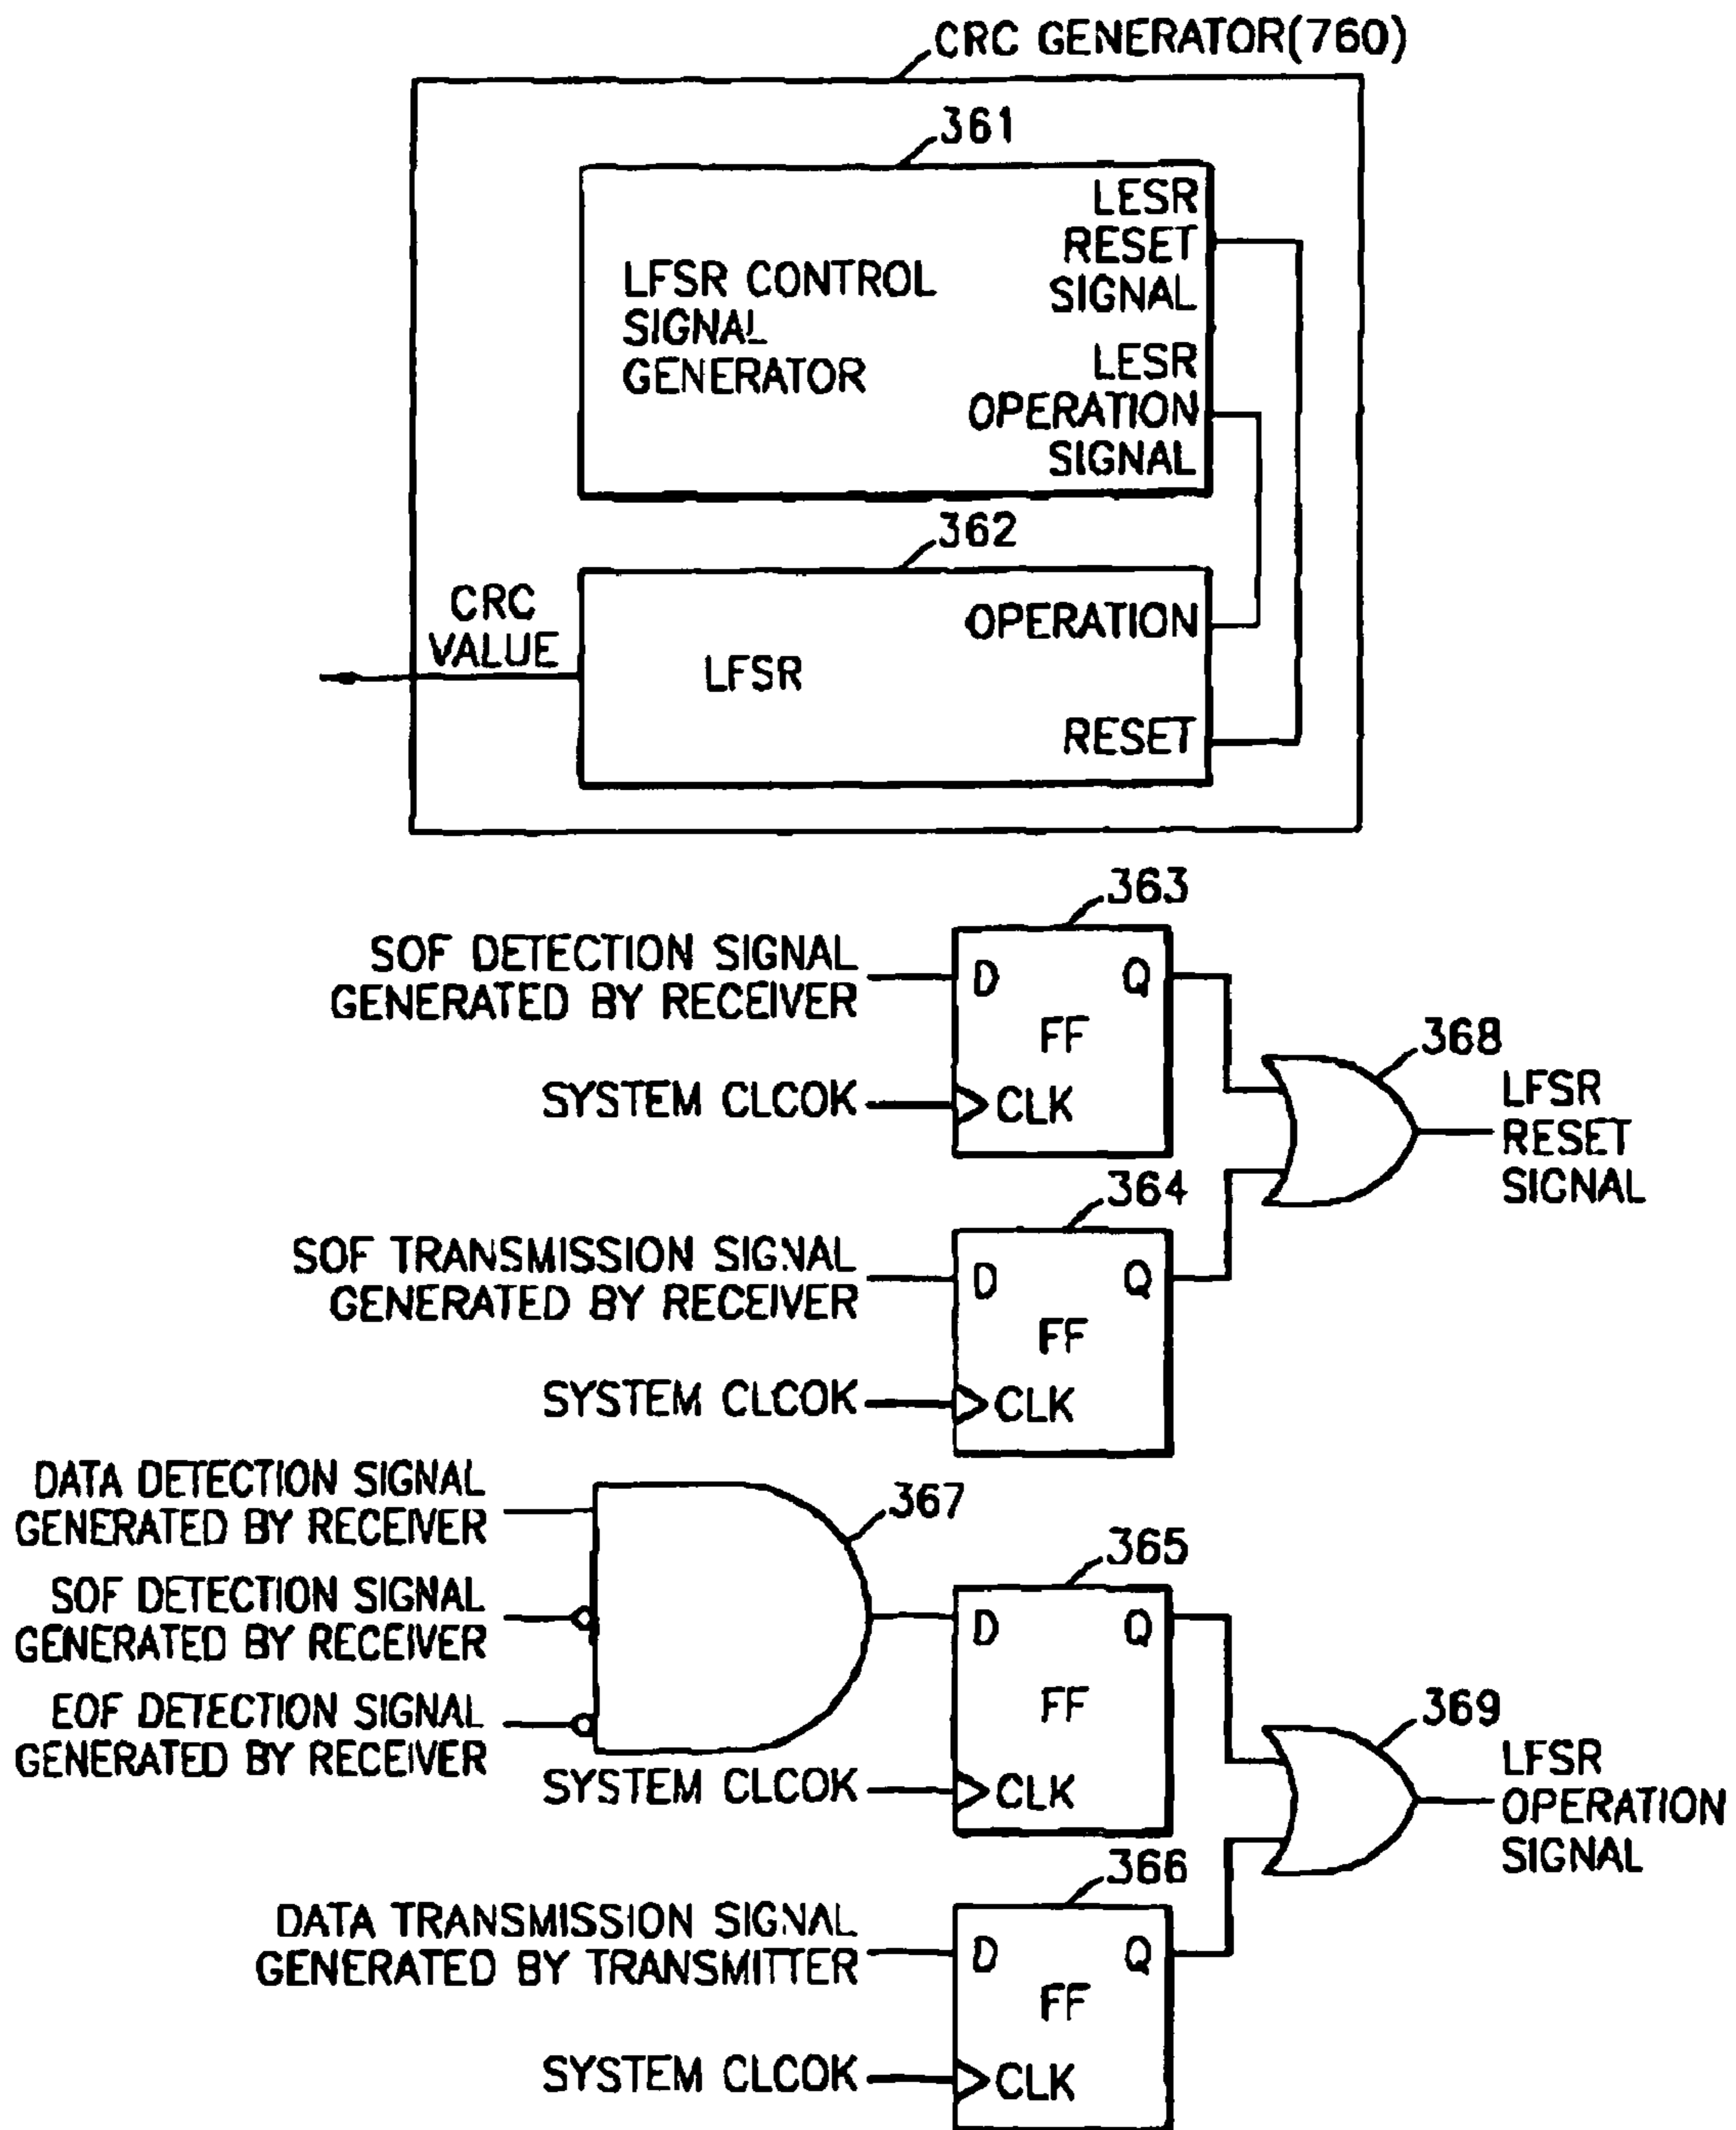 CRC GENERATOR(760)
361
LESR
RESET
SIGNAL
LFSR CONTROL
SIGNAL
GENERATOR
LESR
OPERATION
SIGNAL
362
CRC
VALUE
OPERATION
LFSR
RESET
363
SOF DETECTION SIGNAL
GENERATED BY RECEIVER
D
Q
FF
SYSTEM CLCOK
CLK
368
LFSR
RESET
SIGNAL
364
SOF TRANSMISSION SIGNAL
GENERATED BY RECEIVER
D
Q
FF
SYSTEM CLCOK
CLK
DATA DETECTION SIGNAL
GENERATED BY RECEIVER
367
SOF DETECTION SIGNAL
GENERATED BY RECEIVER
EOF DETECTION SIGNAL
GENERATED BY RECEIVER
365
D
Q
FF
SYSTEM CLCOK
CLK
369
LFSR
OPERATION
SIGNAL
366
DATA TRANSMISSION SIGNAL
GENERATED BY TRANSMITTER
D
Q
FF
SYSTEM CLCOK
CLK